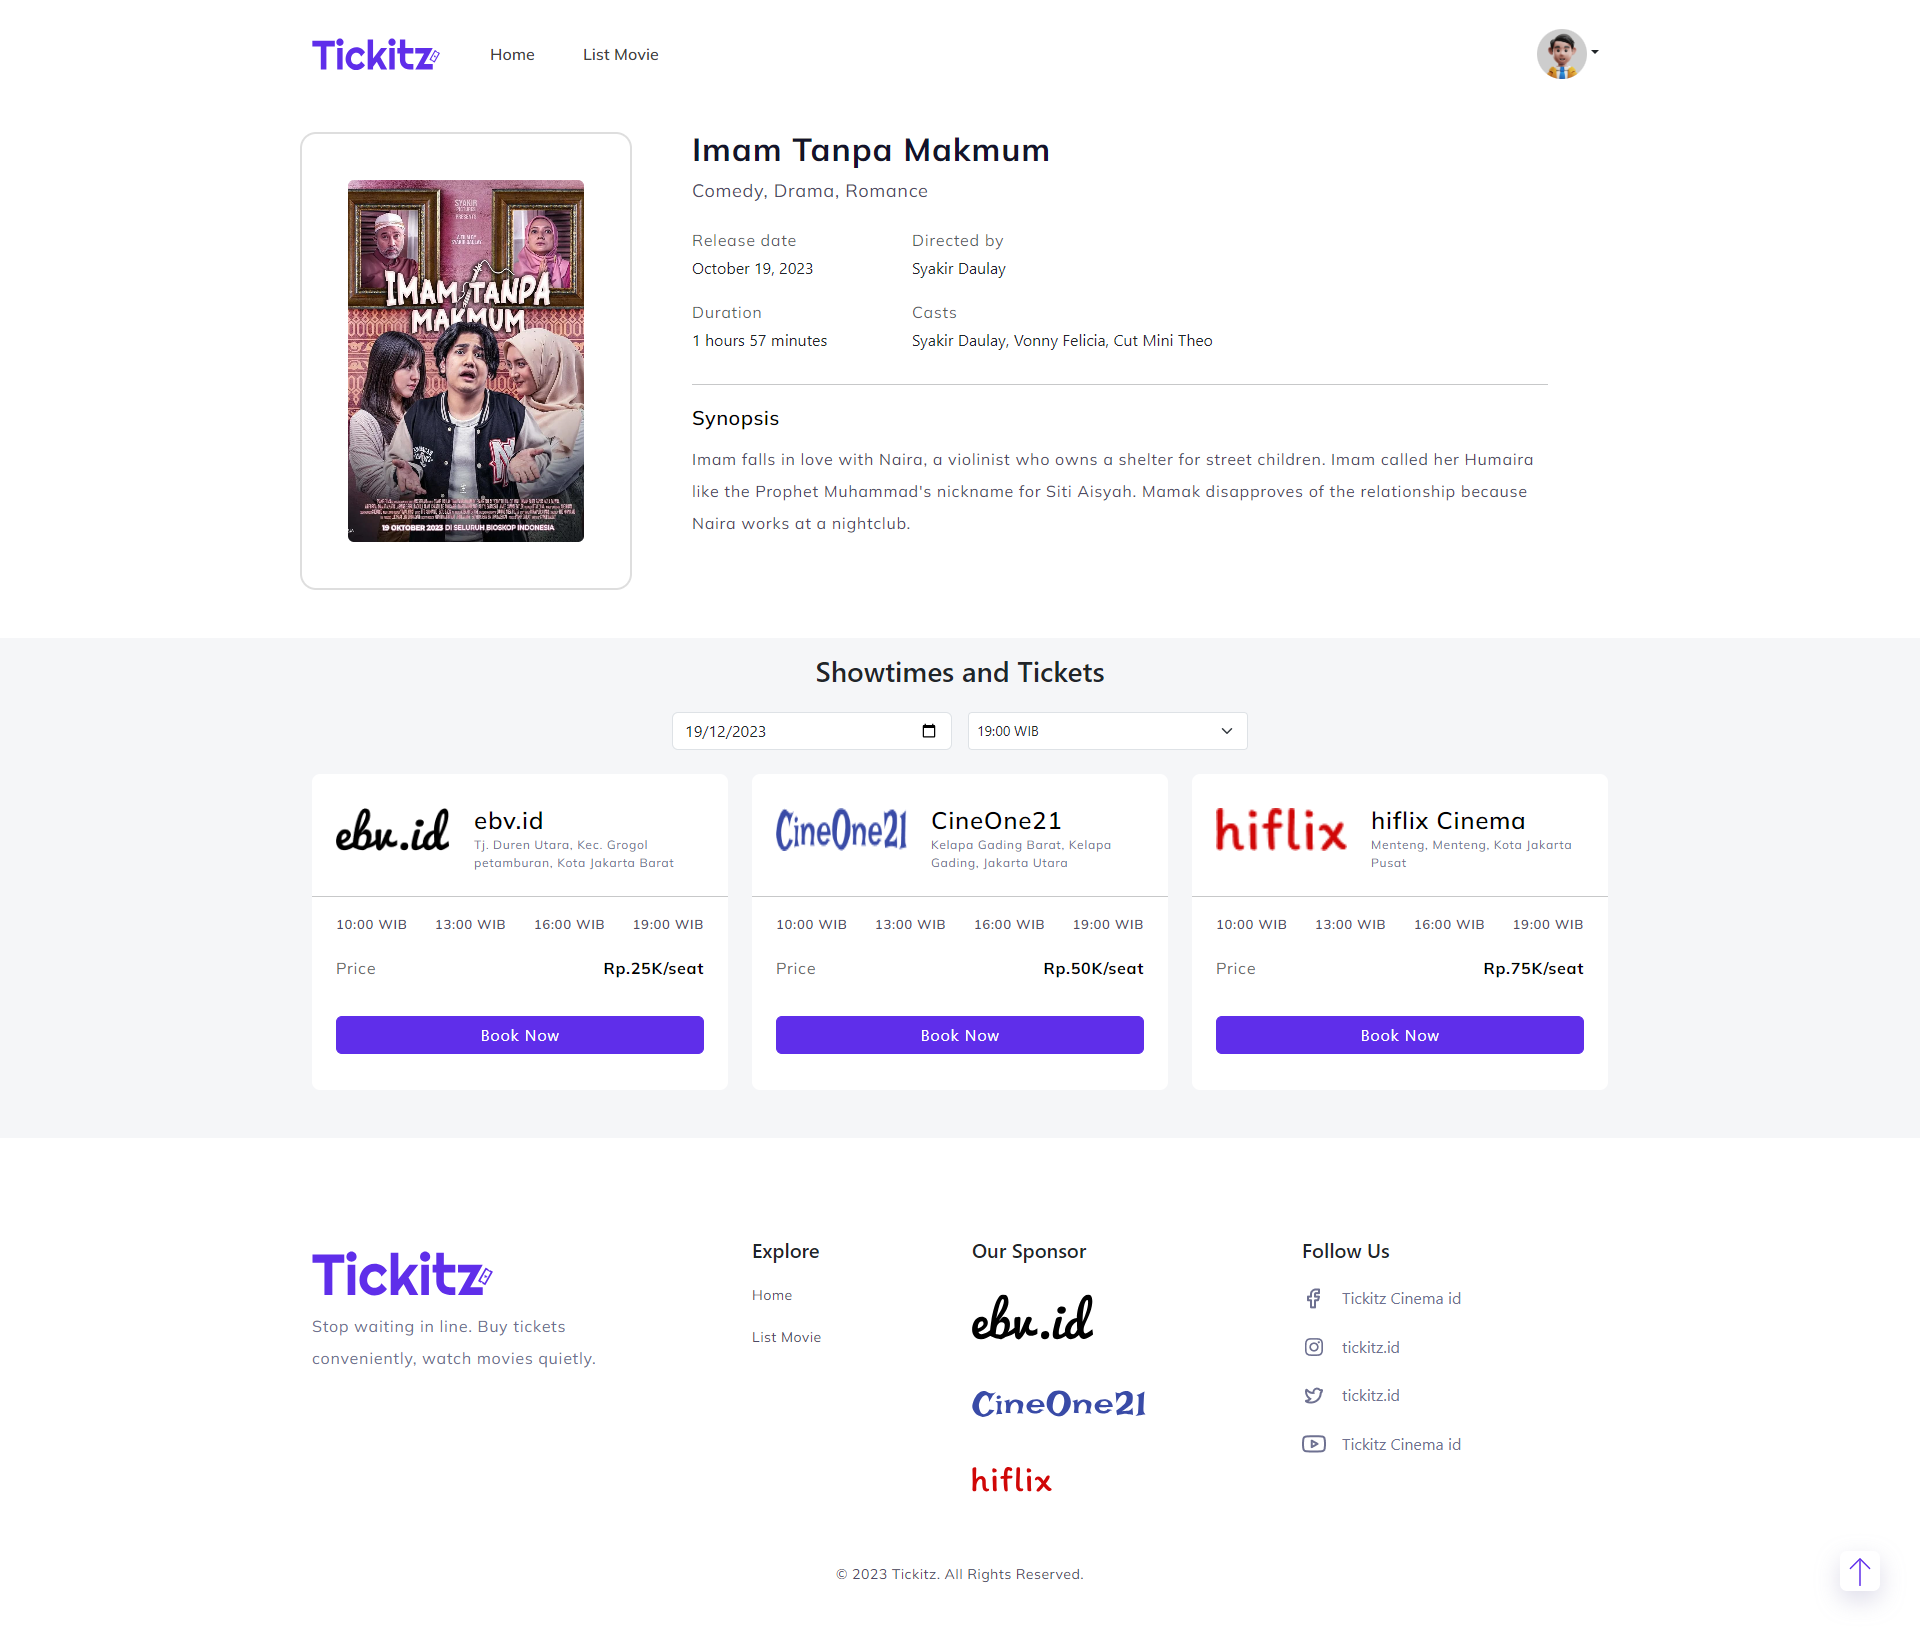 Tickitz
Home
List Movie
Imam Tanpa Makmum
Comedy, Drama, Romance
Release date
Directed by
October 19, 2023
Syakir Daulay
Duration
Casts
1 hours 57 minutes
Syakir Daulay, Vonny Felicia, Cut Mini Theo
SYAKIR
PICTURES
PRESENTS
IMAM TANPA
MAKMUM
19 OKTOBER 2023 DI SELURUH BIOSKOP INDONESIA
Synopsis
Imam falls in love with Naira, a violinist who owns a shelter for street children. Imam called her Humaira
like the Prophet Muhammad's nickname for Siti Aisyah. Mamak disapproves of the relationship because
Naira works at a nightclub.
Showtimes and Tickets
19/12/2023
19:00 WIB
ebv.id
ebv.id
Tj. Duren Utara, Kec. Grogol
petamburan, Kota Jakarta Barat
10:00 WIB 13:00 WIB 16:00 WIB 19:00 WIB
Price Rp.25K/seat
Book Now
CineOne21
CineOne21
Kelapa Gading Barat, Kelapa
Gading, Jakarta Utara
10:00 WIB 13:00 WIB 16:00 WIB 19:00 WIB
Price Rp.50K/seat
Book Now
hiflix
hiflix Cinema
Menteng, Menteng, Kota Jakarta
Pusat
10:00 WIB 13:00 WIB 16:00 WIB 19:00 WIB
Price Rp.75K/seat
Book Now
Tickitz
Stop waiting in line. Buy tickets
conveniently, watch movies quietly.
Explore
Home
List Movie
Our Sponsor
ebv.id
CineOne21
hiflix
Follow Us
Tickitz Cinema id
tickitz.id
tickitz.id
Tickitz Cinema id
© 2023 Tickitz. All Rights Reserved.